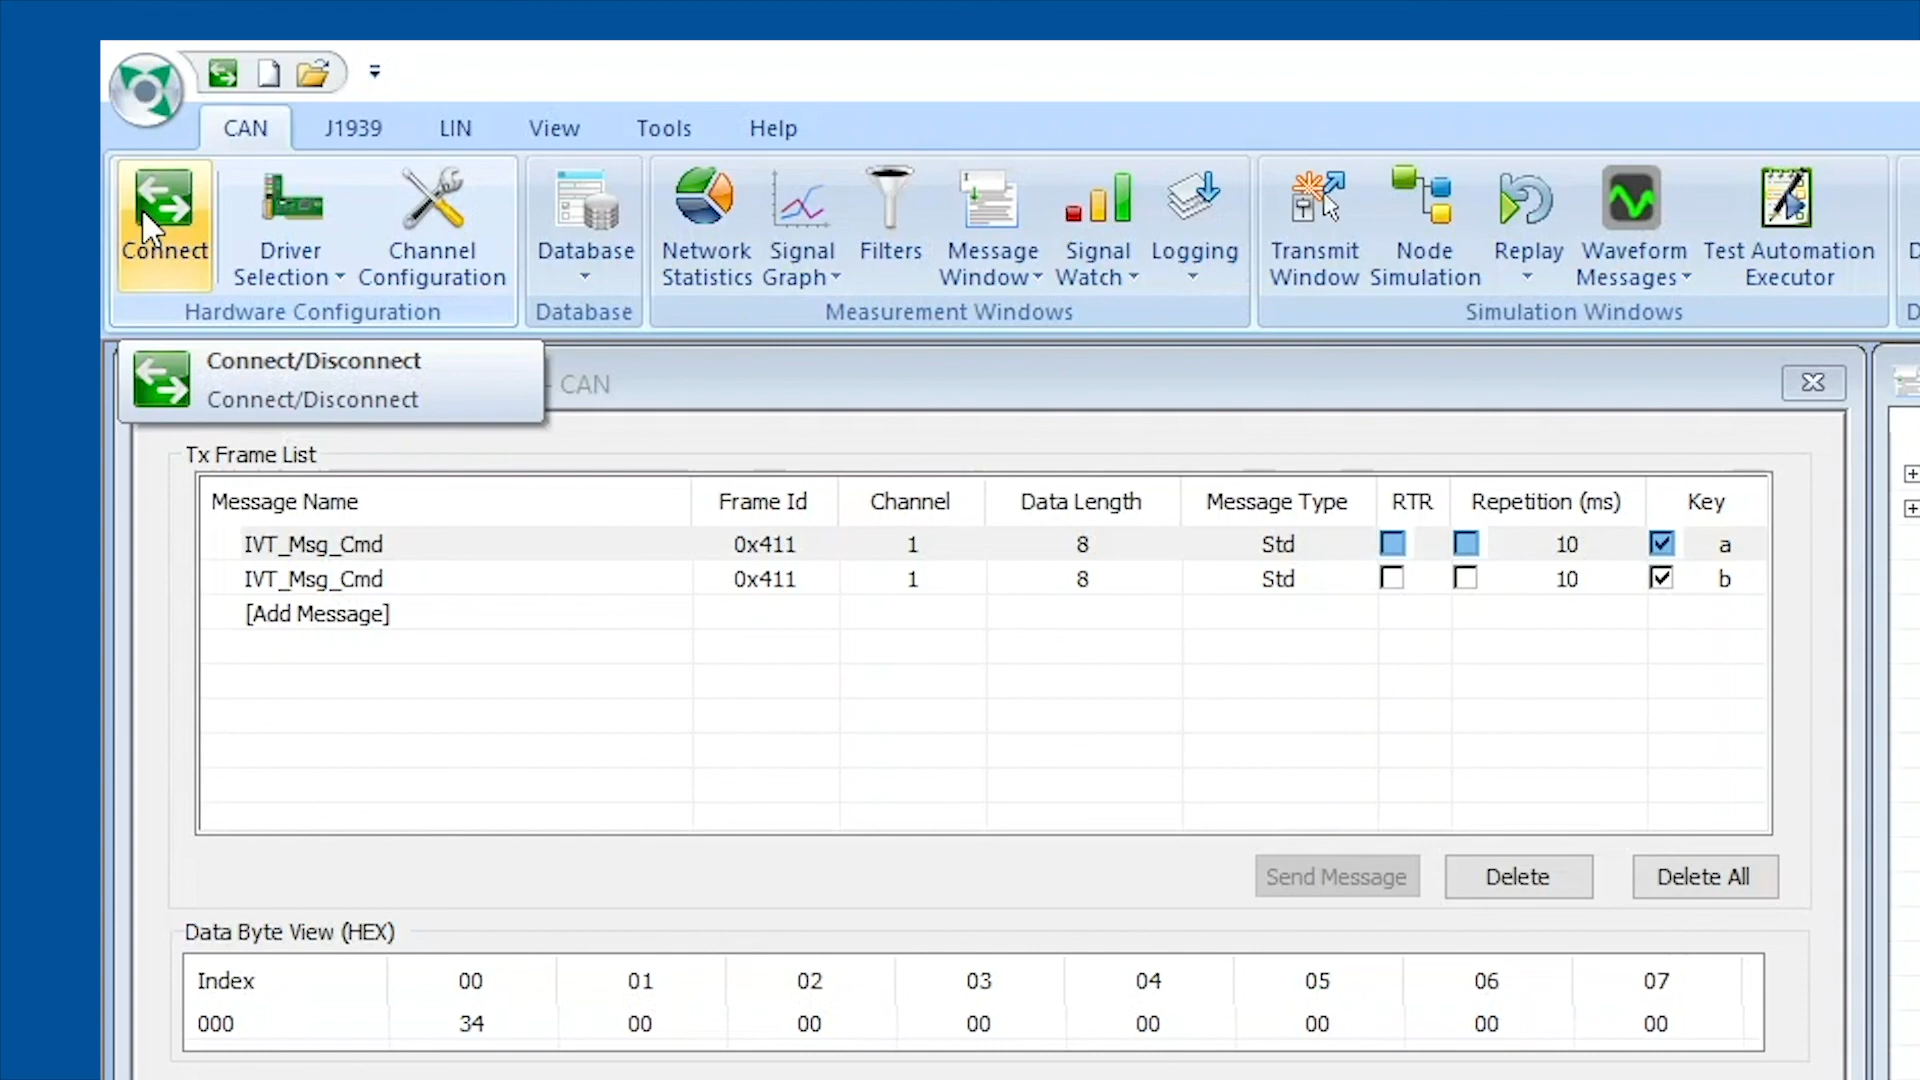 CAN J1939 LIN View Tools Help
Connect Driver Selection Channel Configuration Database Network Statistics Signal Graph Filters Message Window Signal Watch Logging Transmit Window Node Simulation Replay Waveform Messages Test Automation Executor
Hardware Configuration Database Measurement Windows Simulation Windows
Connect/Disconnect
Connect/Disconnect
- CAN
Tx Frame List
Message Name Frame Id Channel Data Length Message Type RTR Repetition (ms) Key
IVT_Msg_Cmd 0x411 1 8 Std 10 a
IVT_Msg_Cmd 0x411 1 8 Std 10 b
[Add Message]
Send Message Delete Delete All
Data Byte View (HEX)
Index 00 01 02 03 04 05 06 07
000 34 00 00 00 00 00 00 00